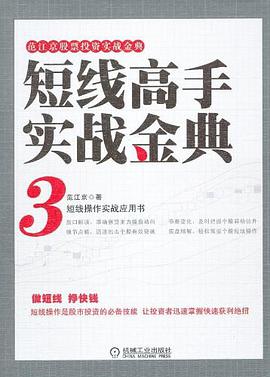 范江京股票投资实战金典
短线高手
实战金典
3
范江京◎著
短线操作实战应用书
做短线 挣快钱
短线操作是股市投资的必备技能 让投资者迅速掌握快速获利绝招
机械工业出版社
CHINA MACHINE PRESS